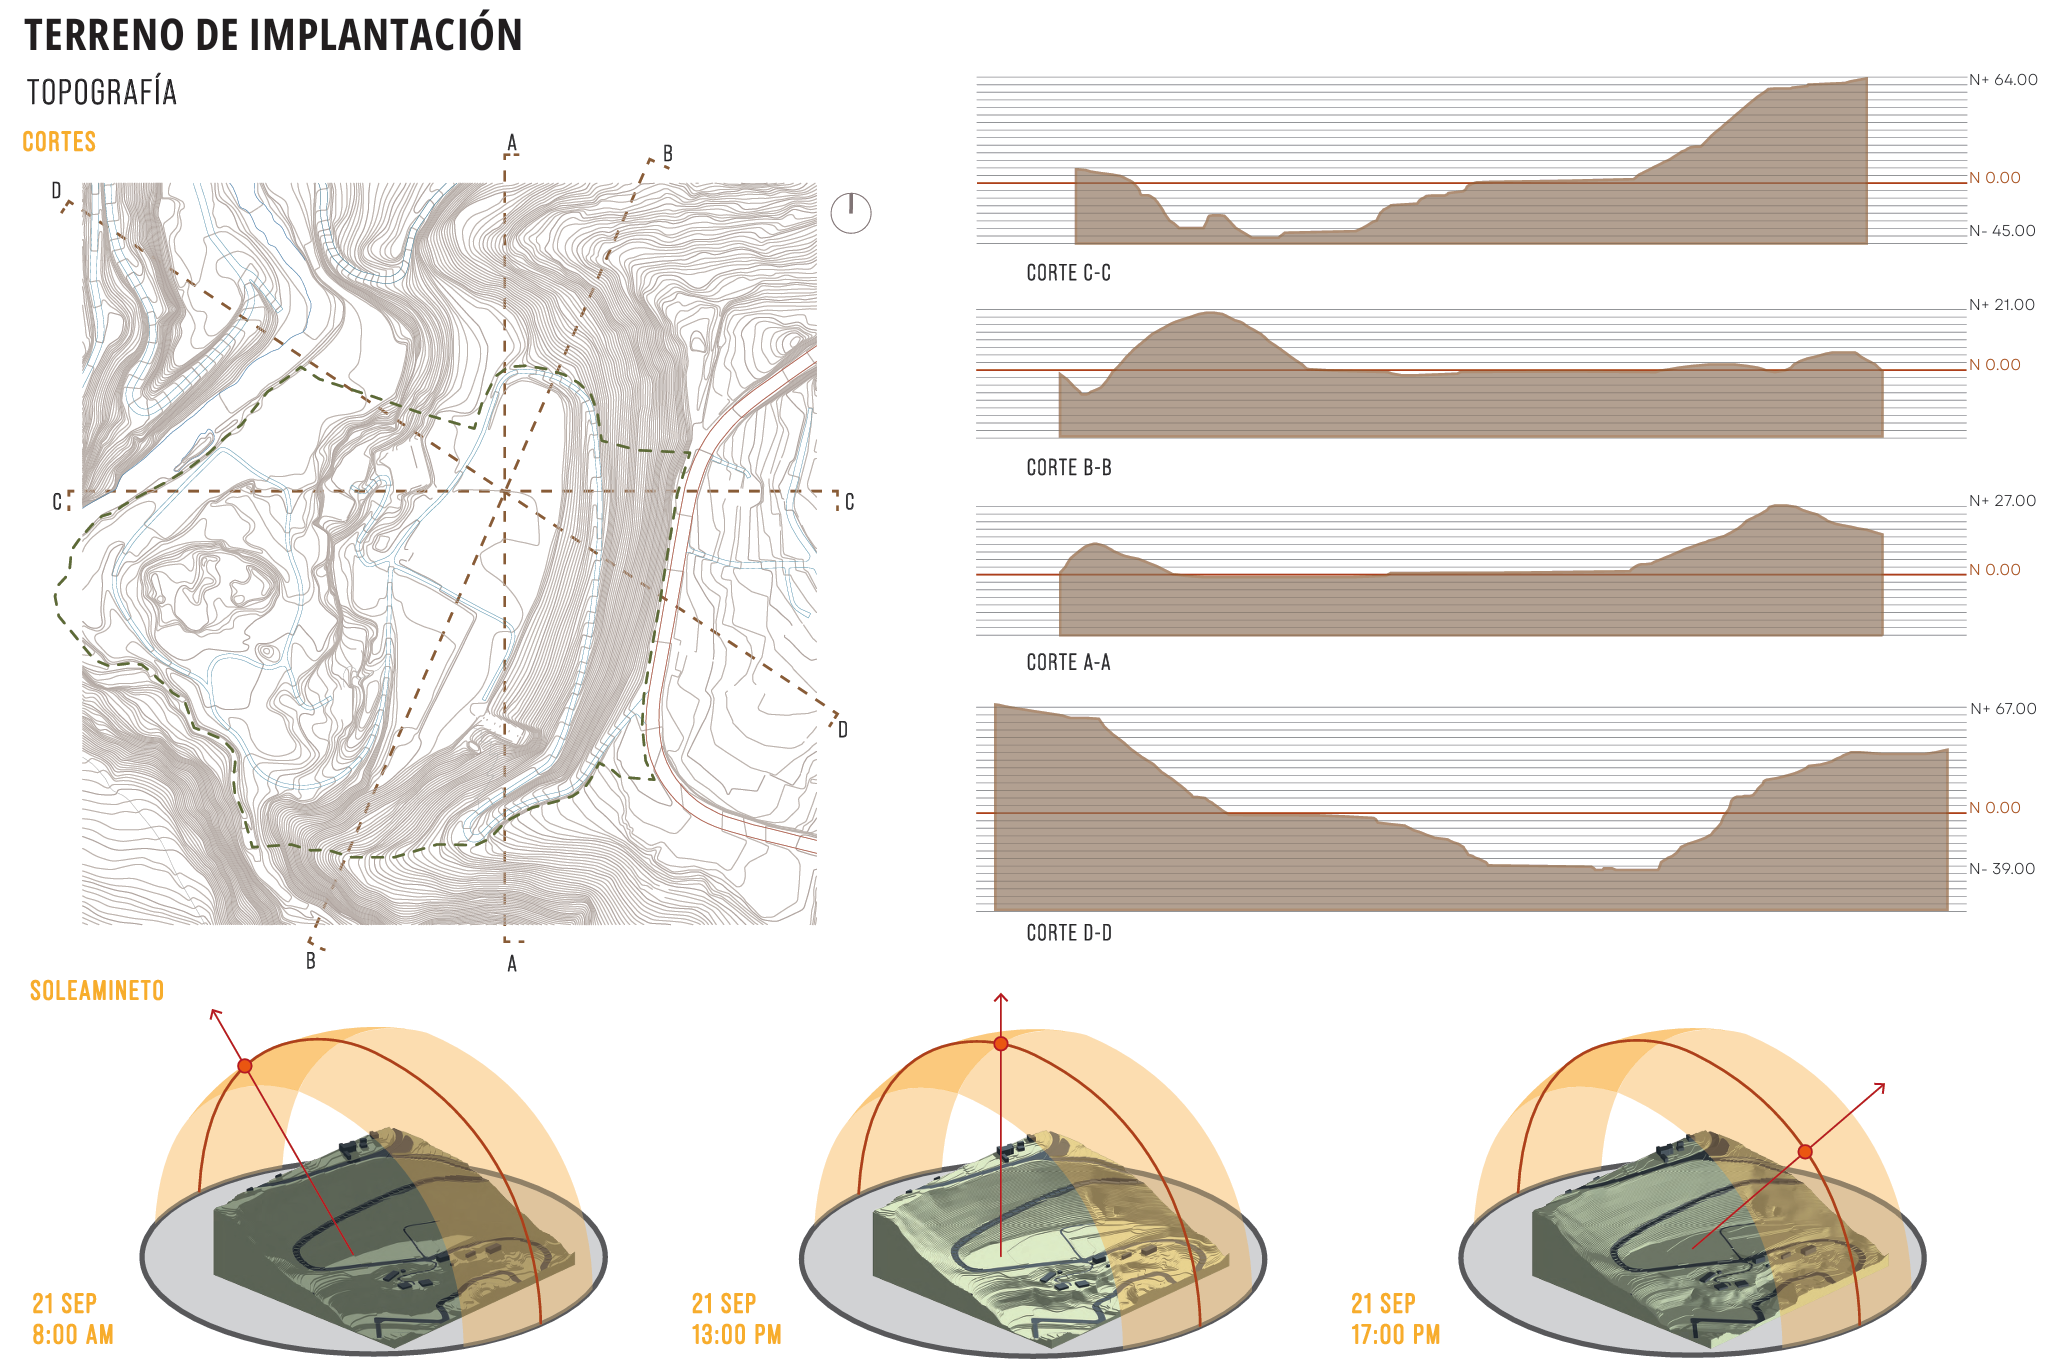 TERRENO DE IMPLANTACIÓN
TOPOGRAFÍA
CORTES
A
B
D
C
C
D
B
A
N+ 64.00
N 0.00
N- 45.00
CORTE C-C
N+ 21.00
N 0.00
CORTE B-B
N+ 27.00
N 0.00
CORTE A-A
N+ 67.00
N 0.00
N- 39.00
CORTE D-D
SOLEAMINETO
21 SEP
8:00 AM
21 SEP
13:00 PM
21 SEP
17:00 PM